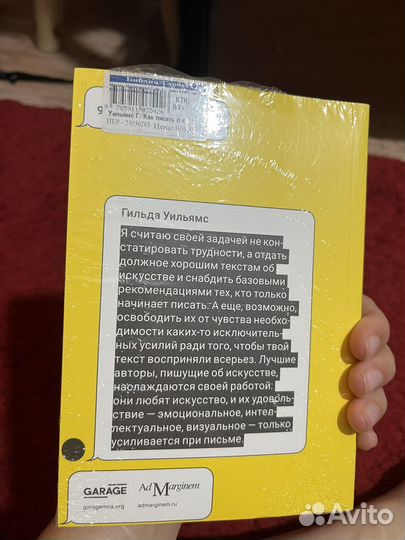 Уильямс Г. Как писать о с
Гильда Уильямс
Я считаю своей задачей не кон-
статировать трудности, а отдать
должное хорошим текстам об
искусстве и снабдить базовыми
рекомендациями тех, кто только
начинает писать. А еще, возможно,
освободить их от чувства необхо-
димости каких-то исключитель-
ных усилий ради того, чтобы твой
текст восприняли всерьез. Лучшие
авторы, пишущие об искусстве,
наслаждаются своей работой:
они любят искусство, и их удоволь-
ствие — эмоциональное, интел-
лектуальное, визуальное — только
усиливается при письме.
GARAGE
garagemca.org
Ad Marginem
admarginem.ru
Avito